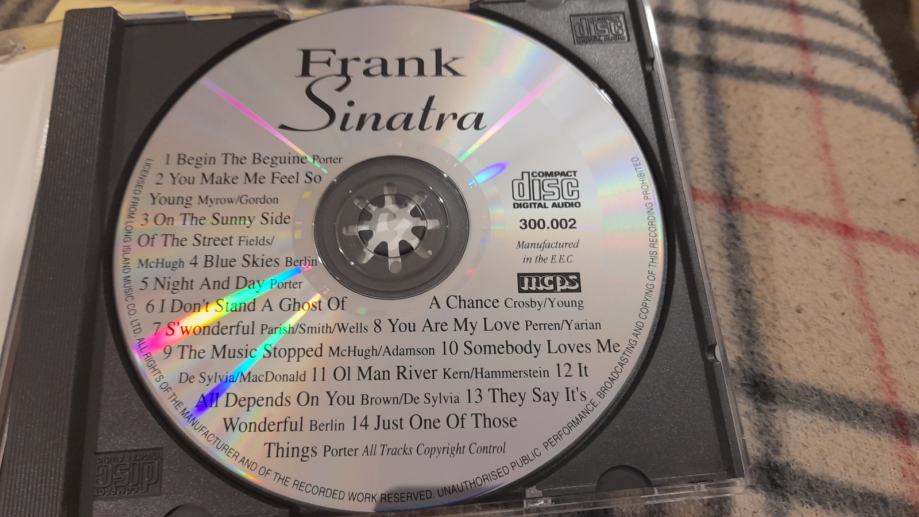 COMPACT
disc
DIGITAL AUDIO
Frank
Sinatra
1 Begin The Beguine Porter
2 You Make Me Feel So
Young Myrow/Gordon
3 On The Sunny Side
Of The Street Fields/
McHugh 4 Blue Skies Berlin
5 Night And Day Porter
6 I Don't Stand A Ghost Of A Chance Crosby/Young
7 S'wonderful Parish/Smith/Wells 8 You Are My Love Perren/Yarian
9 The Music Stopped McHugh/Adamson 10 Somebody Loves Me
De Sylvia/MacDonald 11 Ol Man River Kern/Hammerstein 12 It
All Depends On You Brown/De Sylvia 13 They Say It's
Wonderful Berlin 14 Just One Of Those
Things Porter All Tracks Copyright Control
COMPACT
disc
DIGITAL AUDIO
300.002
Manufactured
in the E.E.C.
mcps
LICENSED FROM LONG ISLAND MUSIC CO. LTD. ALL RIGHTS OF THE MANUFACTURER AND OF THE RECORDED WORK RESERVED. UNAUTHORISED PUBLIC PERFORMANCE, BROADCASTING AND COPYING OF THIS RECORDING PROHIBITED.
disc